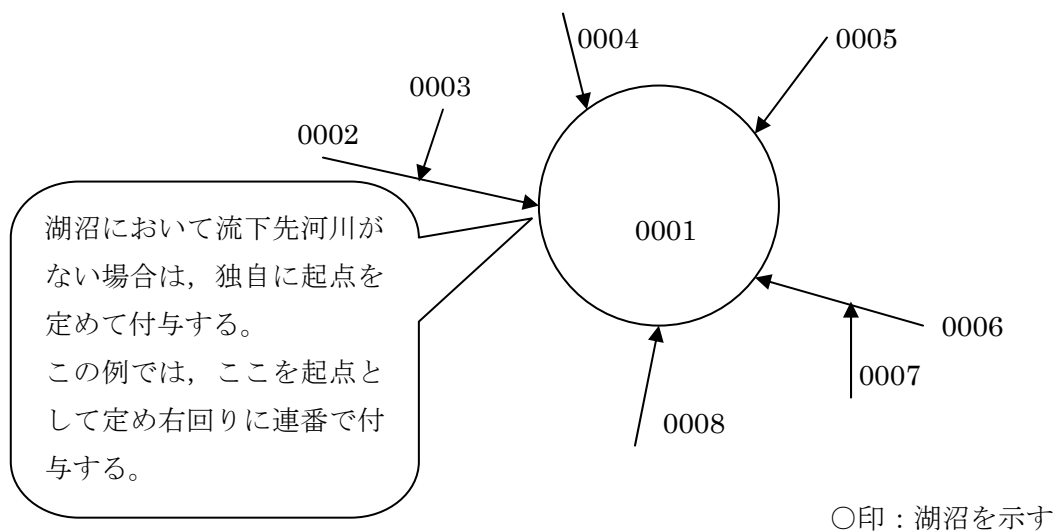 0004
0005
0003
0002
湖沼において流下先河川が
ない場合は，独自に起点を
定めて付与する。
この例では，ここを起点と
して定め右回りに連番で付
与する。
0001
0006
0007
0008
○印：湖沼を示す